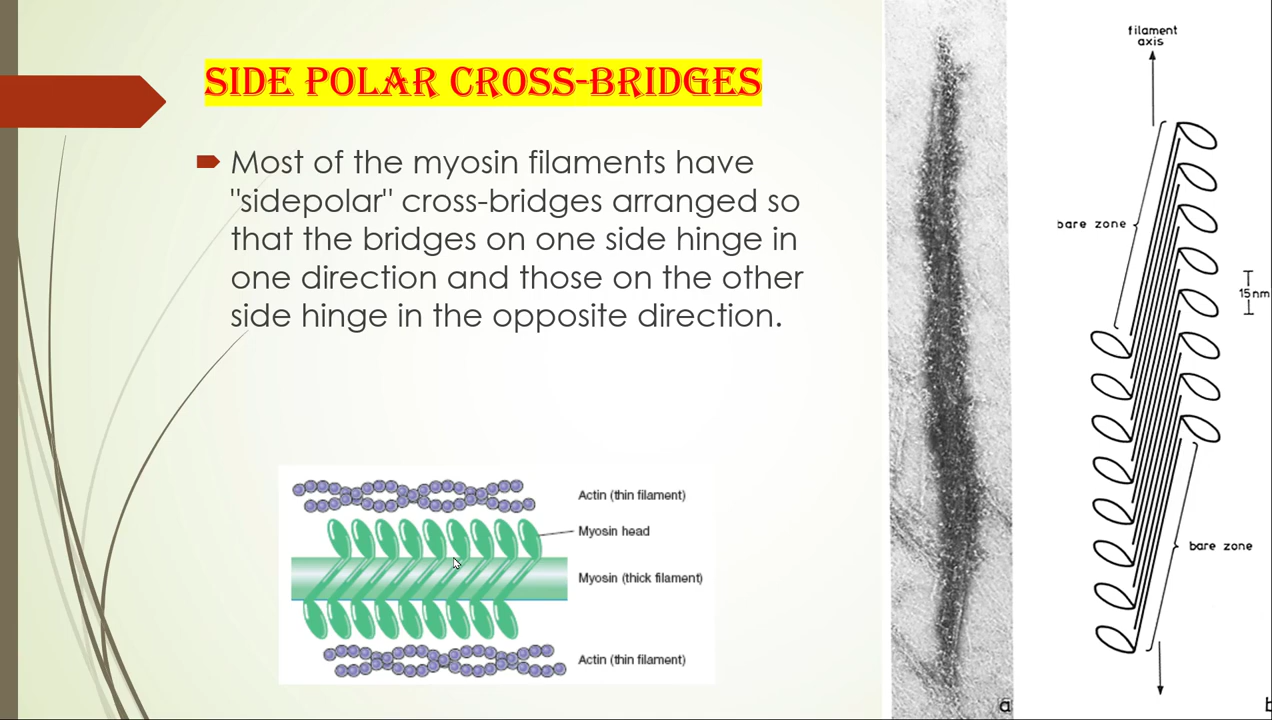 SIDE POLAR CROSS-BRIDGES
Most of the myosin filaments have
"sidepolar" cross-bridges arranged so
that the bridges on one side hinge in
one direction and those on the other
side hinge in the opposite direction.
Actin (thin filament)
Myosin head
Myosin (thick filament)
Actin (thin filament)
a
filament
axis
bare zone
15nm
bare zone
b